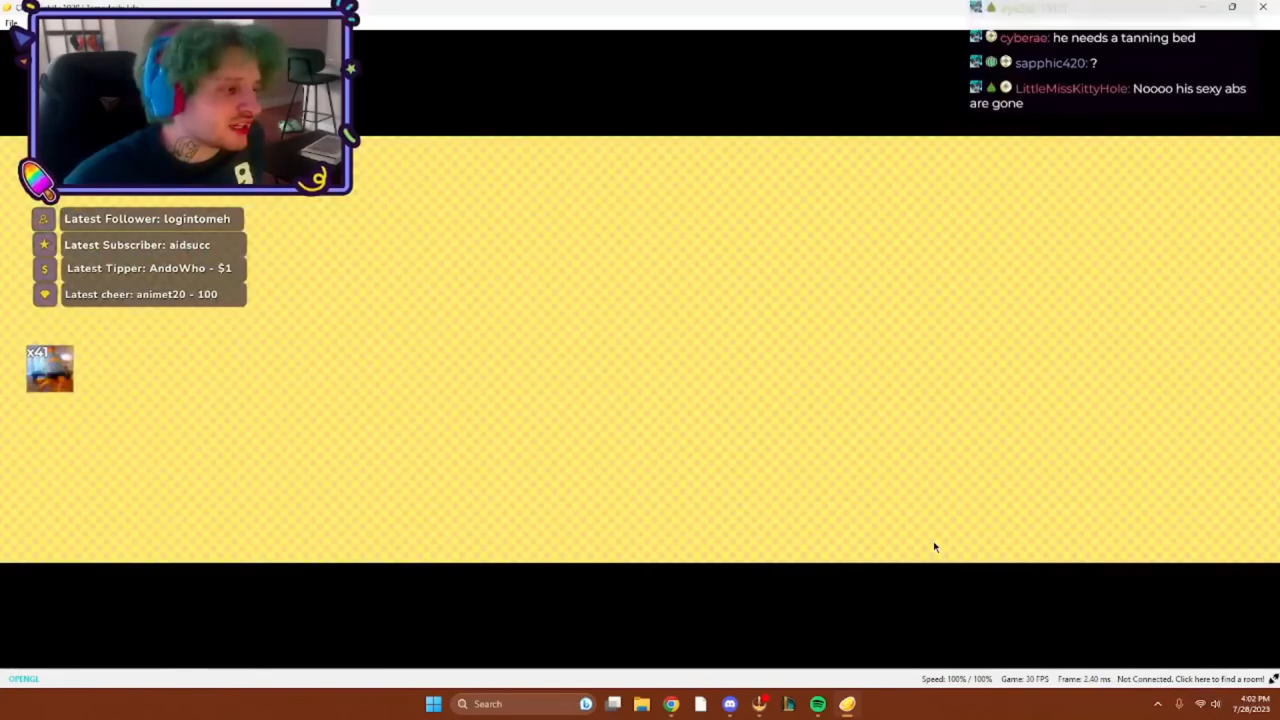 File
cyberae: he needs a tanning bed
sapphic420: ?
LittleMissKittyHole: Noooo his sexy abs
are gone
Latest Follower: logintomeh
Latest Subscriber: aidsucc
Latest Tipper: AndoWho - $1
Latest cheer: animet20 - 100
x41
OPENGL
Speed: 100% / 100%
Game: 30 FPS
Frame: 2.40 ms
Not Connected. Click here to find a room!
Search
4:02 PM
7/28/2023